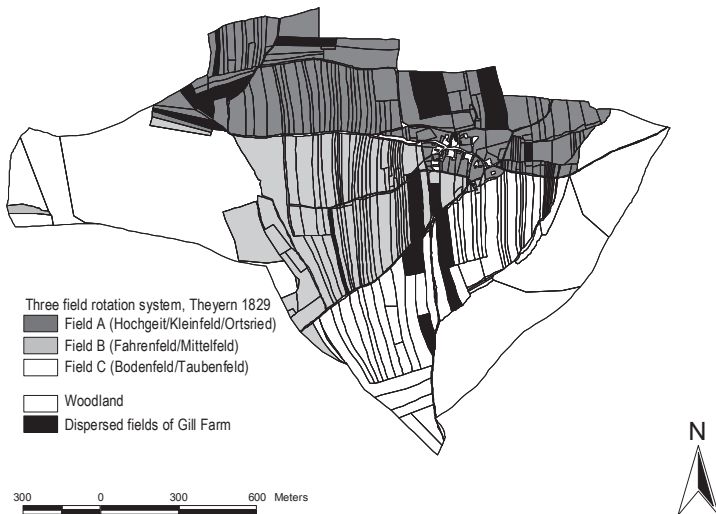 Three field rotation system, Theyern 1829
Field A (Hochgeit/Kleinfeld/Ortsried)
Field B (Fahrenfeld/Mittelfeld)
Field C (Bodenfeld/Taubenfeld)
Woodland
Dispersed fields of Gill Farm
N
300 0 300 600 Meters